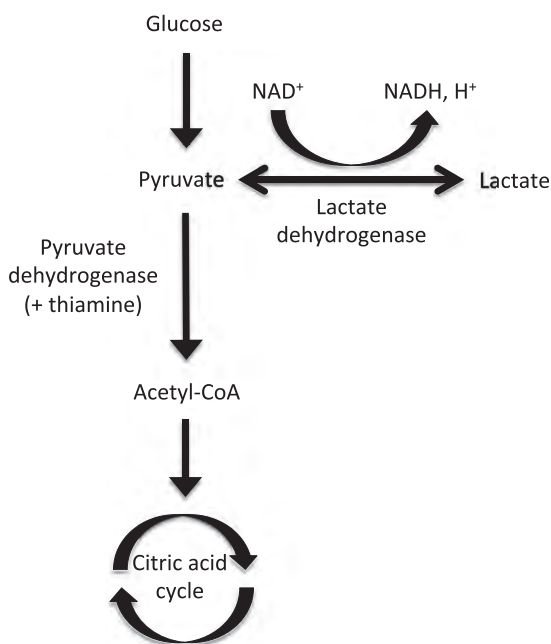 Glucose
NAD⁺
NADH, H⁺
Pyruvate
Lactate
Lactate
dehydrogenase
Pyruvate
dehydrogenase
(+ thiamine)
Acetyl-CoA
Citric acid
cycle